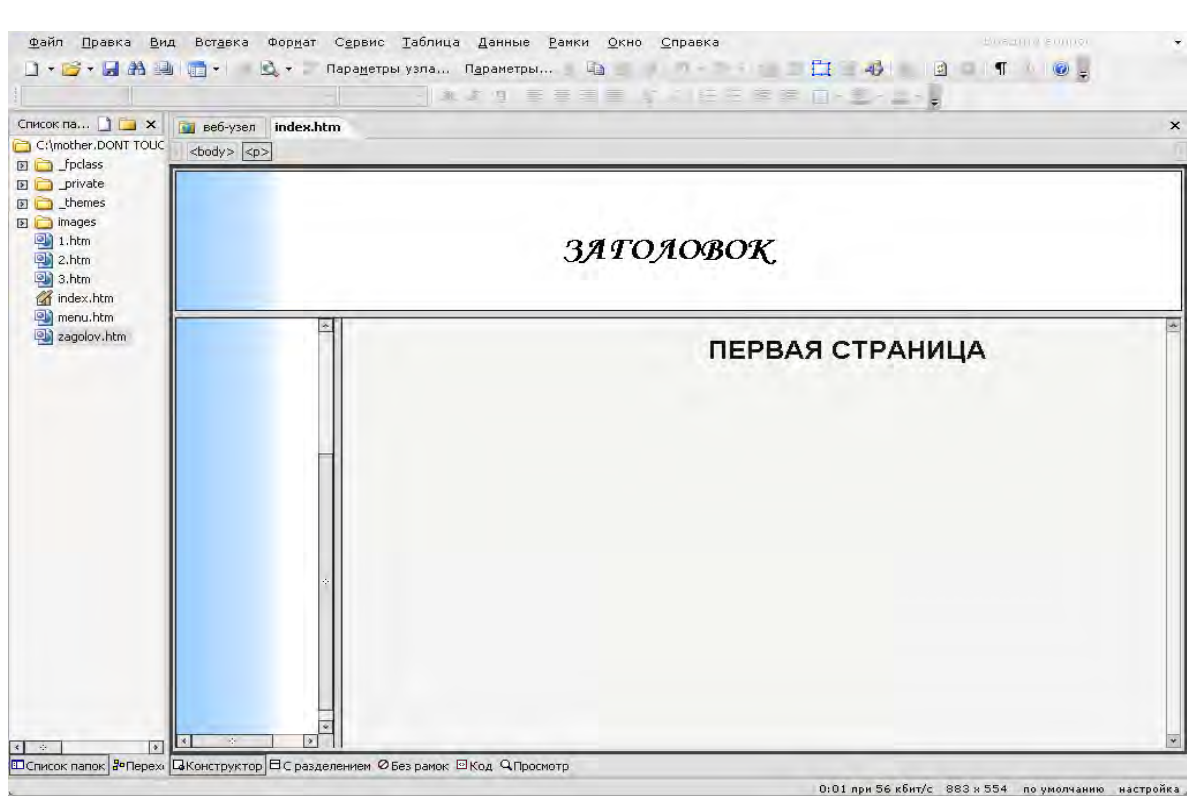 Файл Правка Вид Вставка Формат Сервис Таблица Данные Рамки Окно Справка
Параметры узла... Параметры...
Список па... веб-узел index.htm
C:\mother.DONT TOUC <body> <p>
_fpclass
_private
_themes
images
1.htm
2.htm
3.htm
index.htm
menu.htm
zagolov.htm
ЗАГОЛОВОК
ПЕРВАЯ СТРАНИЦА
Список папок Перех Конструктор С разделением Без рамок Код Просмотр
0:01 при 56 кбит/с 883 x 554 по умолчанию настройка